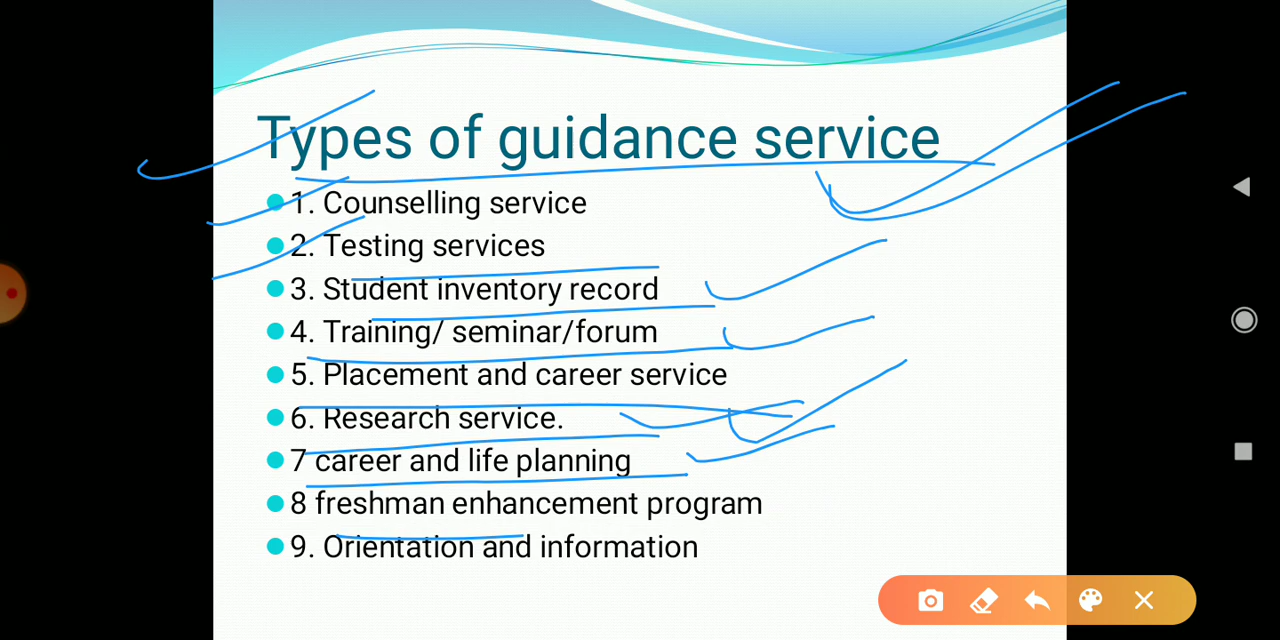 Types of guidance service
1. Counselling service
2. Testing services
3. Student inventory record
4. Training/ seminar/forum
5. Placement and career service
6. Research service.
7 career and life planning
8 freshman enhancement program
9. Orientation and information